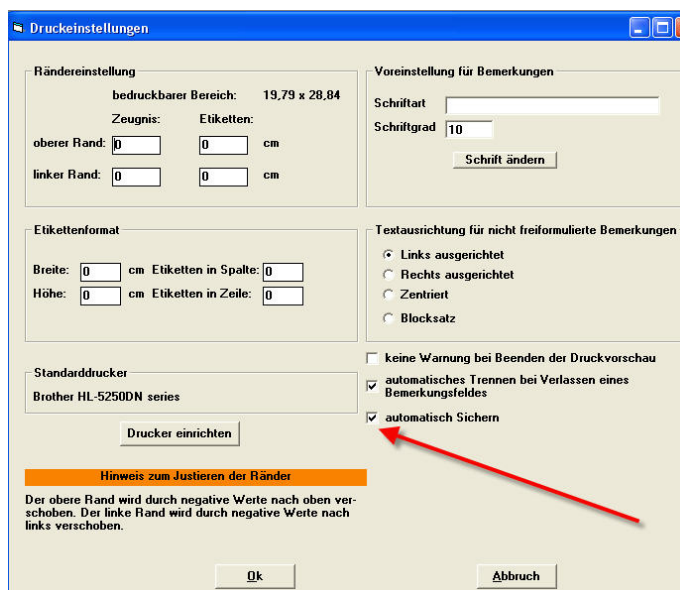 Druckeinstellungen
Rändereinstellung
bedruckbarer Bereich: 19,79 x 28,84
Zeugnis: Etiketten:
oberer Rand: 0 0 cm
linker Rand: 0 0 cm
Voreinstellung für Bemerkungen
Schriftart
Schriftgrad 10
Schrift ändern
Etikettenformat
Breite: 0 cm Etiketten in Spalte: 0
Höhe: 0 cm Etiketten in Zeile: 0
Textausrichtung für nicht freiformulierte Bemerkungen
Links ausgerichtet
Rechts ausgerichtet
Zentriert
Blocksatz
Standarddrucker
Brother HL-5250DN series
Drucker einrichten
keine Warnung bei Beenden der Druckvorschau
automatisches Trennen bei Verlassen eines
Bemerkungsfeldes
automatisch Sichern
Hinweis zum Justieren der Ränder
Der obere Rand wird durch negative Werte nach oben ver-
schoben. Der linke Rand wird durch negative Werte nach
links verschoben.
Ok
Abbruch